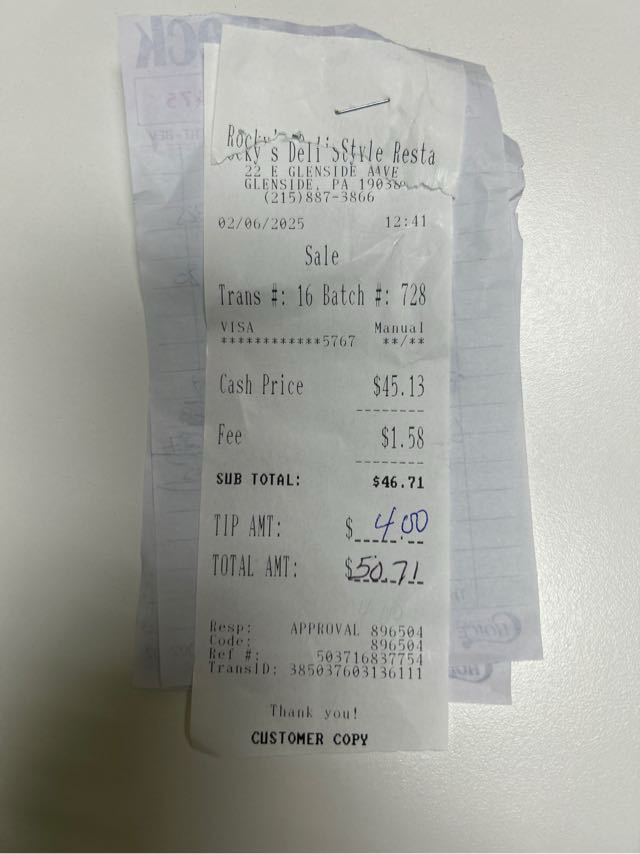 Rocky's Deli Style Resta
22 E GLENSIDE AAVE
GLENSIDE, PA 19038
(215)887-3866
02/06/2025 12:41
Sale
Trans #: 16 Batch #: 728
VISA Manual
************5767 **/**
Cash Price $45.13
--------
Fee $1.58
--------
SUB TOTAL: $46.71
TIP AMT: $ 4.00
TOTAL AMT: $50.71
Resp: APPROVAL 896504
Code: 896504
Ref #: 503716837754
TransID: 385037603136111
Thank you!
CUSTOMER COPY